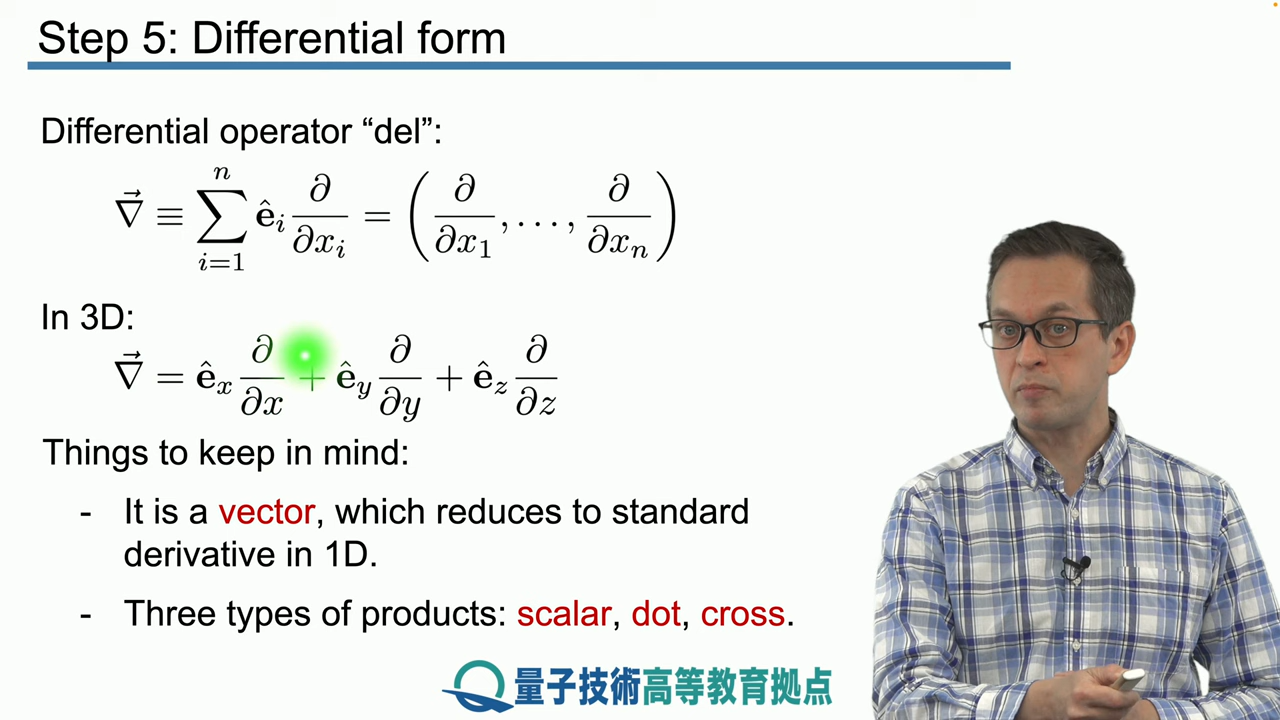 Step 5: Differential form
Differential operator “del”:
$\vec{\nabla} \equiv \sum_{i=1}^{n} \hat{\mathbf{e}}_i \frac{\partial}{\partial x_i} = \left( \frac{\partial}{\partial x_1}, \ldots, \frac{\partial}{\partial x_n} \right)$
In 3D:
$\vec{\nabla} = \hat{\mathbf{e}}_x \frac{\partial}{\partial x} + \hat{\mathbf{e}}_y \frac{\partial}{\partial y} + \hat{\mathbf{e}}_z \frac{\partial}{\partial z}$
Things to keep in mind:
- It is a vector, which reduces to standard
derivative in 1D.
- Three types of products: scalar, dot, cross.
量子技術高等教育拠点